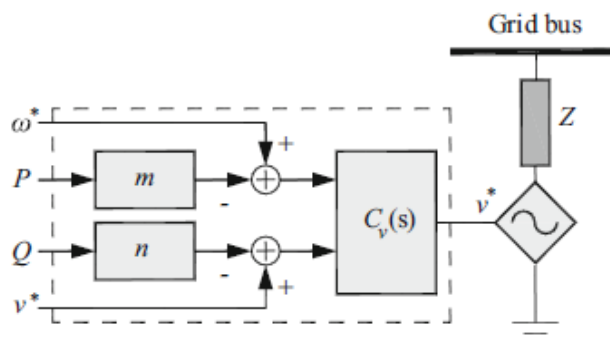 Grid bus
ω*
+
P
m
-
Z
C_v(s)
v*
Q
n
-
+
v*